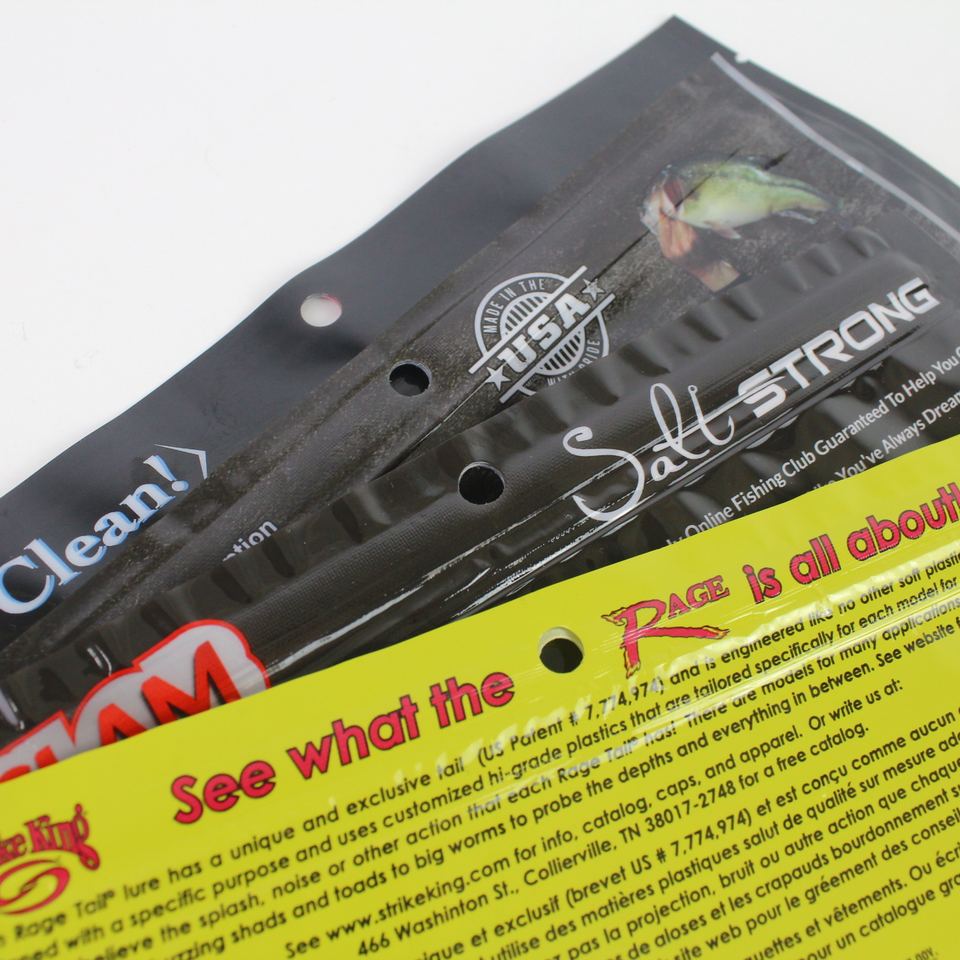 MADE IN THE
USA
WITH PRIDE
Salt STRONG
Online Fishing Club Guaranteed To Help You
You've Always
Clean!
SLAM
See what the RAGE is all about!
King
Rage Tail® lure has a unique and exclusive tail (US Patent # 7,774,974) and is engineered like no other soft
with a specific purpose and uses customized hi-grade plastics that are tailored specifically for each model for
believe the splash, noise or other action that each Rage Tail® has! There are models for many applications
shads and toads to big worms to probe the depths and everything in between. See website
See www.strikeking.com for info, catalog, caps, and apparel. Or write us at:
466 Washinton St., Collierville, TN 38017-2748 for a free catalog.
et exclusif (brevet US # 7,774,974) et est conçu comme aucun
utilise des matières plastiques salut de qualité sur mesure
pas la projection, bruit ou autre action que chaque
de aloses et les crapauds bourdonnement
web pour le gréement des
et vêtements. Ou
pour un catalogue